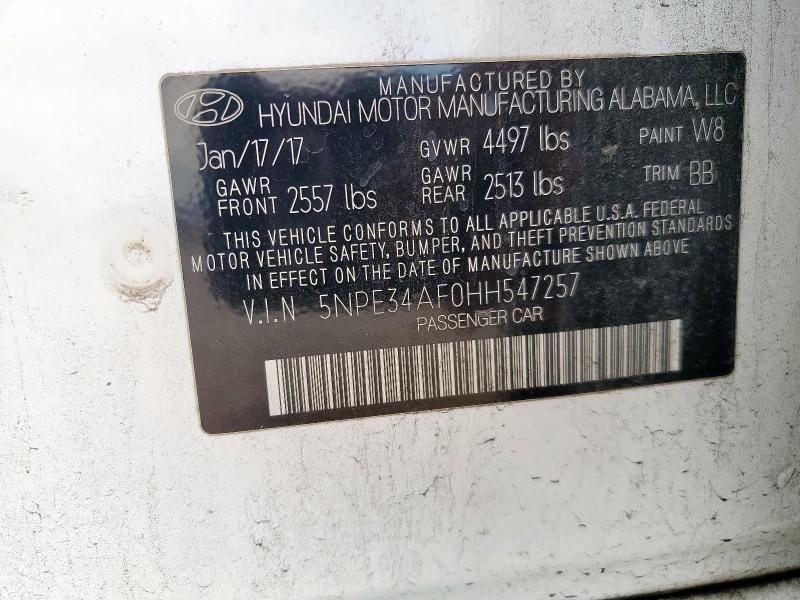 MANUFACTURED BY
HYUNDAI MOTOR MANUFACTURING ALABAMA, LLC
Jan/17/17 GVWR 4497 lbs PAINT W8
GAWR FRONT 2557 lbs GAWR REAR 2513 lbs TRIM BB
THIS VEHICLE CONFORMS TO ALL APPLICABLE U.S.A. FEDERAL
MOTOR VEHICLE SAFETY, BUMPER, AND THEFT PREVENTION STANDARDS
IN EFFECT ON THE DATE OF MANUFACTURE SHOWN ABOVE
V.I.N 5NPE34AF0HH547257
PASSENGER CAR